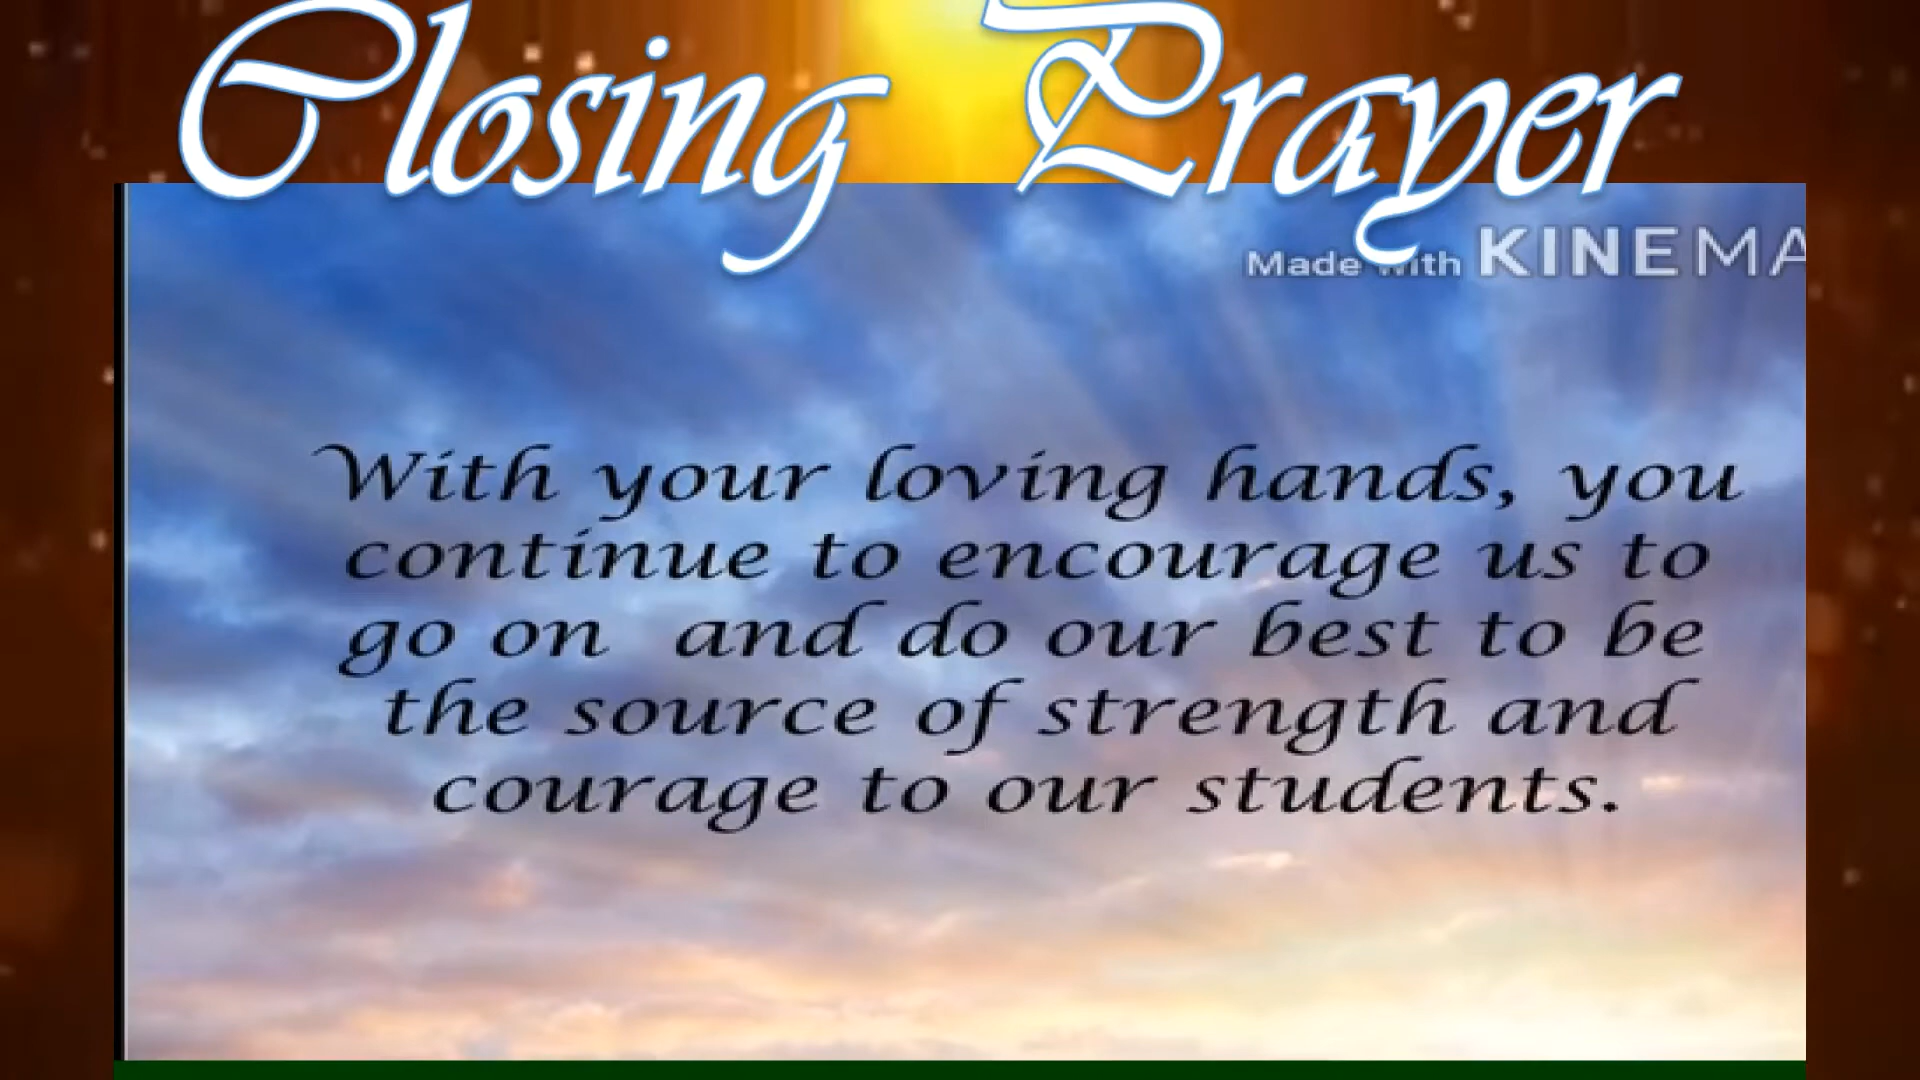 Closing Prayer
Made with KINEMA
With your loving hands, you
continue to encourage us to
go on and do our best to be
the source of strength and
courage to our students.